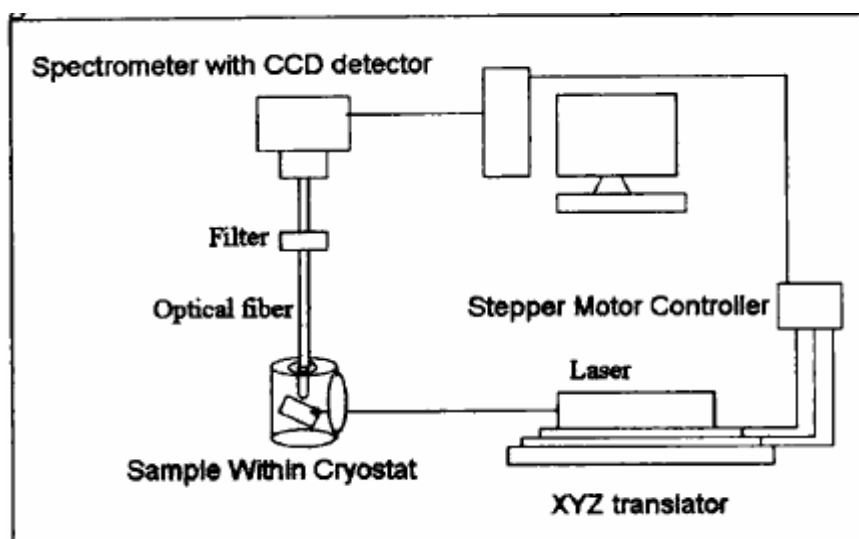 Spectrometer with CCD detector
Filter
Optical fiber
Stepper Motor Controller
Laser
Sample Within Cryostat
XYZ translator